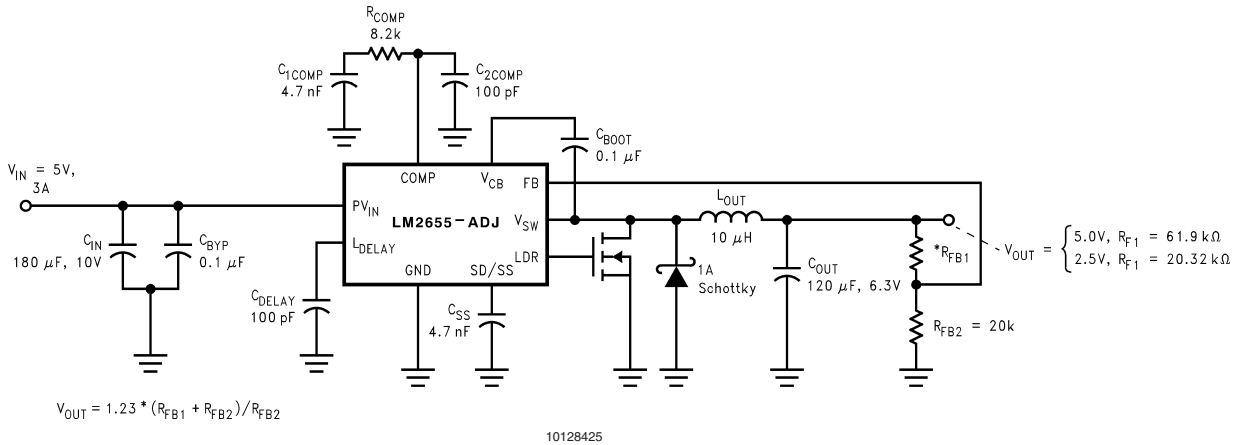 R_COMP
8.2k
C_1COMP
4.7 nF
C_2COMP
100 pF
C_BOOT
0.1 μF
V_IN = 5V,
3A
COMP
V_CB
FB
PV_IN
LM2655-ADJ
V_SW
L_DELAY
LDR
GND
SD/SS
C_IN
180 μF, 10V
C_BYP
0.1 μF
C_DELAY
100 pF
C_SS
4.7 nF
1A
Schottky
L_OUT
10 μH
C_OUT
120 μF, 6.3V
*R_FB1
R_FB2 = 20k
V_OUT = { 5.0V, R_F1 = 61.9 kΩ
2.5V, R_F1 = 20.32 kΩ
V_OUT = 1.23 * (R_FB1 + R_FB2)/R_FB2
10128425